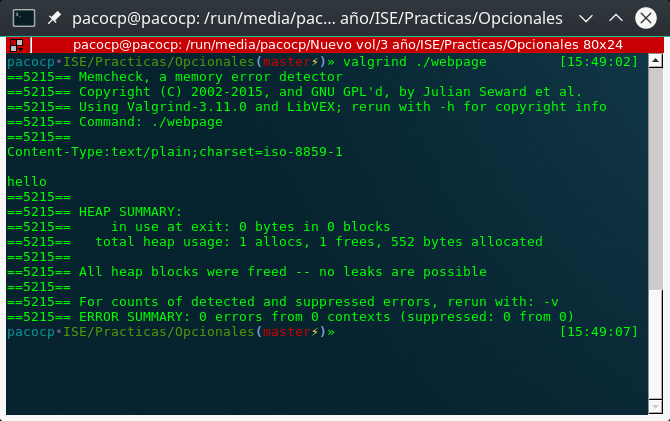 pacocp@pacocp: /run/media/pac... año/ISE/Practicas/Opcionales
pacocp@pacocp: /run/media/pacocp/Nuevo vol/3 año/ISE/Practicas/Opcionales 80x24
pacocp•ISE/Practicas/Opcionales(master⚡)» valgrind ./webpage [15:49:02]
==5215== Memcheck, a memory error detector
==5215== Copyright (C) 2002-2015, and GNU GPL'd, by Julian Seward et al.
==5215== Using Valgrind-3.11.0 and LibVEX; rerun with -h for copyright info
==5215== Command: ./webpage
==5215==
Content-Type:text/plain;charset=iso-8859-1
hello
==5215==
==5215== HEAP SUMMARY:
==5215==     in use at exit: 0 bytes in 0 blocks
==5215==   total heap usage: 1 allocs, 1 frees, 552 bytes allocated
==5215==
==5215== All heap blocks were freed -- no leaks are possible
==5215==
==5215== For counts of detected and suppressed errors, rerun with: -v
==5215== ERROR SUMMARY: 0 errors from 0 contexts (suppressed: 0 from 0)
pacocp•ISE/Practicas/Opcionales(master⚡)» [15:49:07]